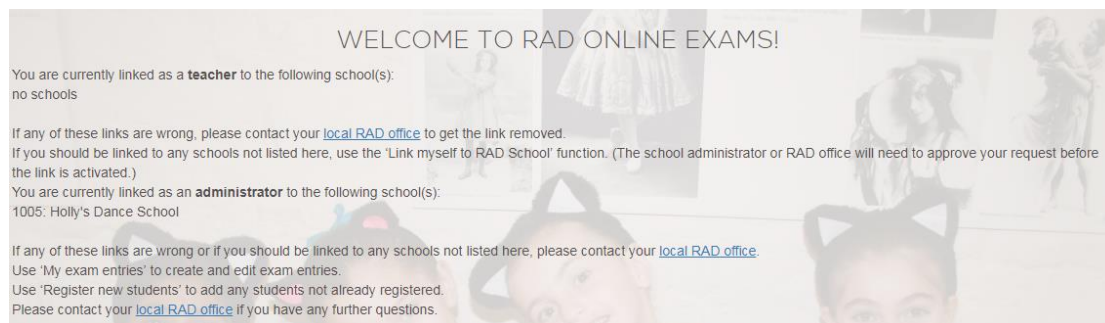 WELCOME TO RAD ONLINE EXAMS!
You are currently linked as a teacher to the following school(s):
no schools
If any of these links are wrong, please contact your local RAD office to get the link removed.
If you should be linked to any schools not listed here, use the ‘Link myself to RAD School’ function. (The school administrator or RAD office will need to approve your request before
the link is activated.)
You are currently linked as an administrator to the following school(s):
1005: Holly's Dance School
If any of these links are wrong or if you should be linked to any schools not listed here, please contact your local RAD office.
Use ‘My exam entries’ to create and edit exam entries.
Use ‘Register new students’ to add any students not already registered.
Please contact your local RAD office if you have any further questions.